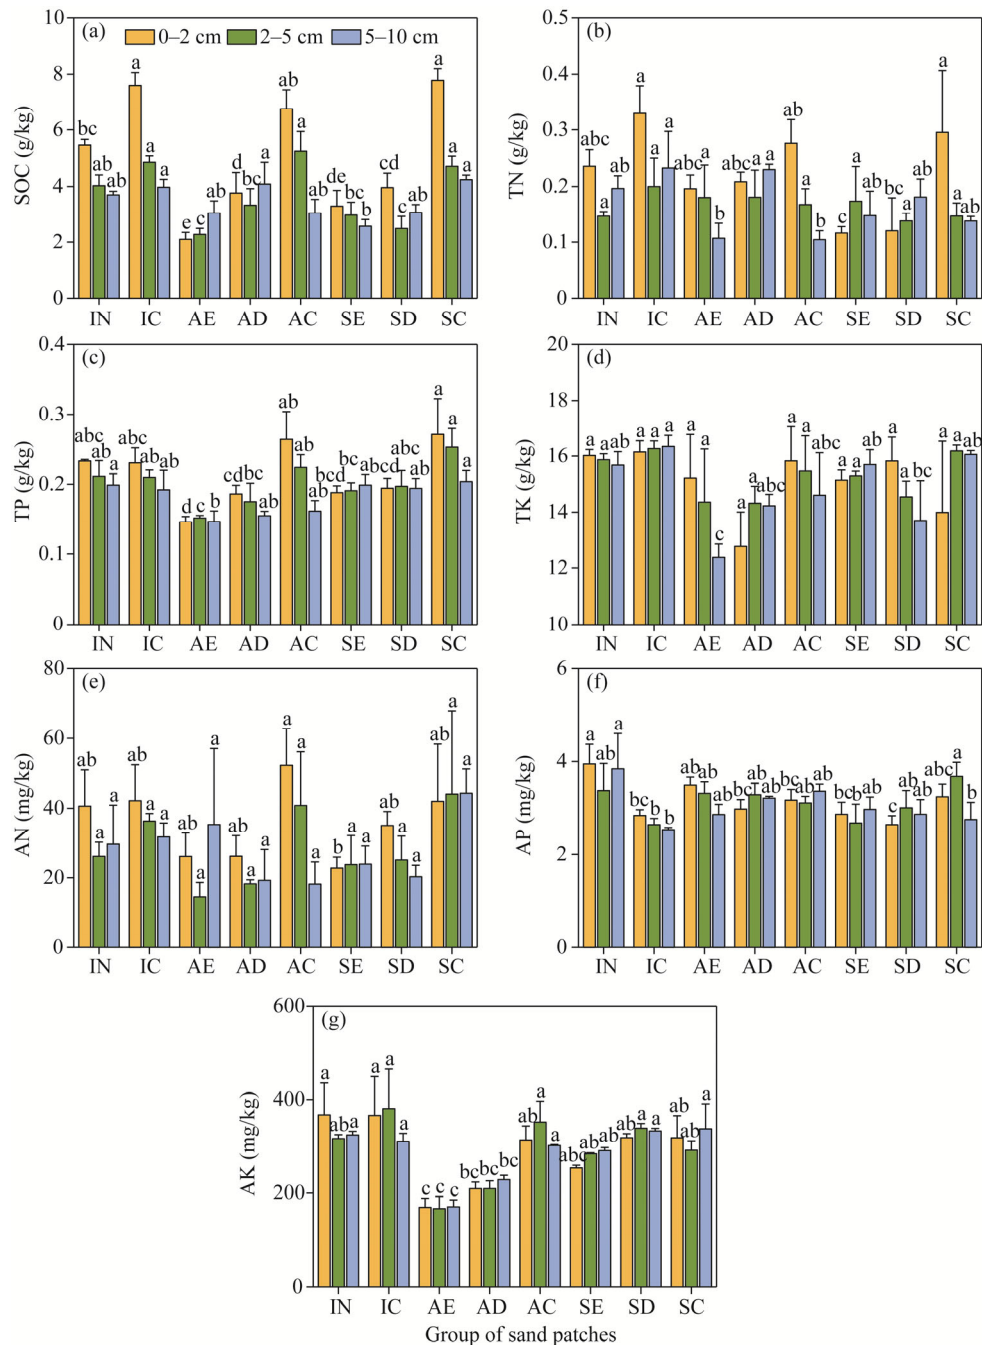 (a)
0–2 cm 2–5 cm 5–10 cm
SOC (g/kg)
10
8
6
4
2
0
bc ab ab
a a a
e c ab
d bc a
ab a ab
de bc b
cd c ab
a a a
IN IC AE AD AC SE SD SC
(b)
TN (g/kg)
0.5
0.4
0.3
0.2
0.1
0
abc a ab
a a a
abc a b
abc a a
ab a b
c a ab
bc a ab
a a ab
IN IC AE AD AC SE SD SC
(c)
TP (g/kg)
0.4
0.3
0.2
0.1
0
abc ab a
abc ab ab
d c b
cd bc ab
a ab ab
bcd bc a
bcd abc ab
a a a
IN IC AE AD AC SE SD SC
(d)
TK (g/kg)
20
18
16
14
12
10
a a ab
a a a
a a c
a a abc
a a abc
a a ab
a a bc
a a ab
IN IC AE AD AC SE SD SC
(e)
AN (mg/kg)
80
60
40
20
0
ab a a
ab a a
ab a a
ab a a
a a a
b a a
ab a a
ab a a
IN IC AE AD AC SE SD SC
(f)
AP (mg/kg)
6
4
2
0
a ab a
bc b b
ab ab ab
abc ab ab
bc ab ab
bc b ab
c ab ab
abc a b
IN IC AE AD AC SE SD SC
(g)
AK (mg/kg)
600
400
200
0
a ab a
a a a
c c c
bc bc bc
ab a a
abc ab ab
ab a a
ab ab a
IN IC AE AD AC SE SD SC
Group of sand patches